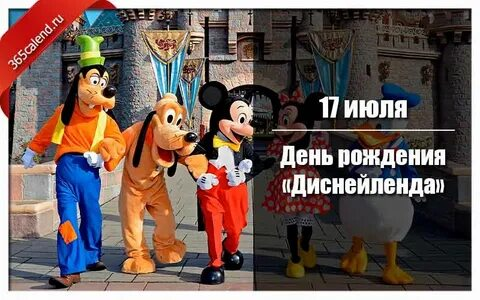 365calend.ru
17 июля
День рождения
«Диснейленда»